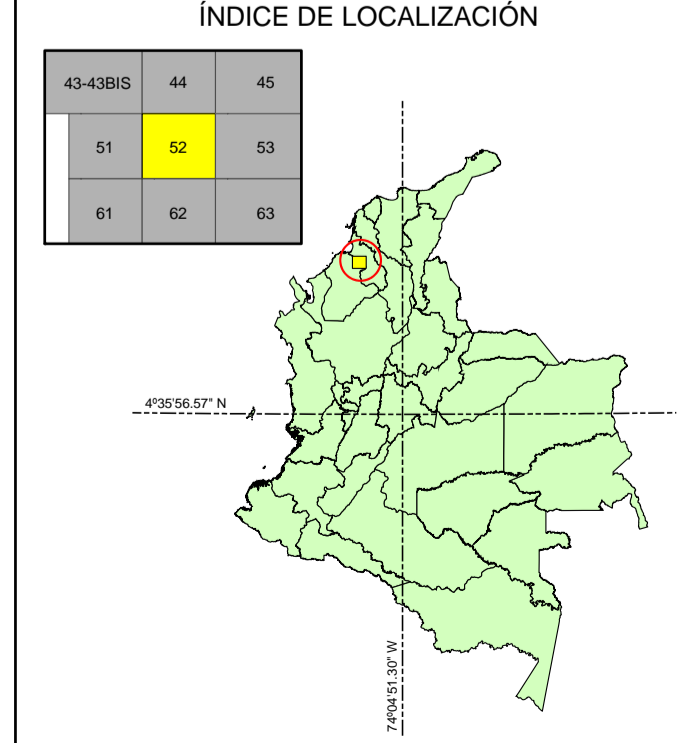 ÍNDICE DE LOCALIZACIÓN
43-43BIS 44 45
51 52 53
61 62 63
4º35'56.57" N
74º04'51.30" W